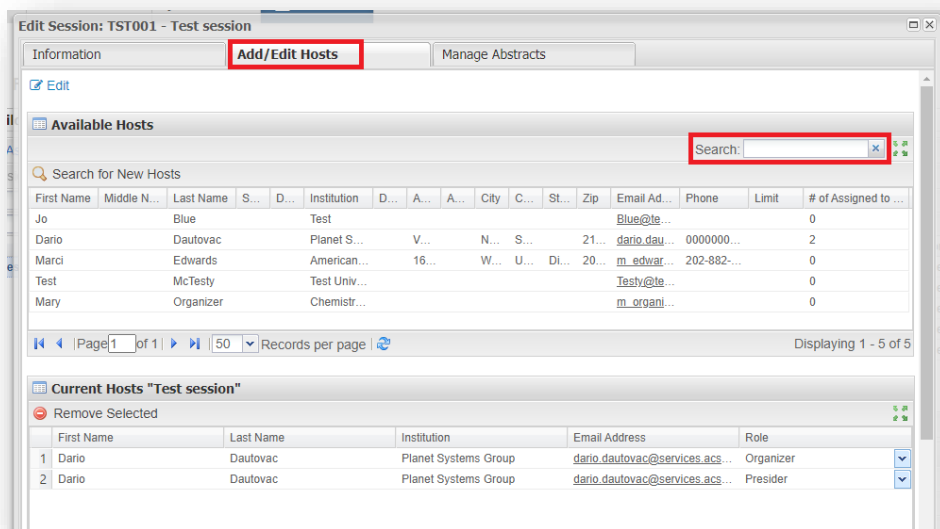 Edit Session: TST001 - Test session
Information Add/Edit Hosts Manage Abstracts
Edit
Available Hosts
Search:
Search for New Hosts
First Name Middle N... Last Name S... D... Institution D... A... A... City C... St... Zip Email Ad... Phone Limit # of Assigned to ...
Jo Blue Test Blue@te... 0
Dario Dautovac Planet S... V... N... S... 21... dario.dau... 0000000... 2
Marci Edwards American... 16... W... U... Di... 20... m_edwar... 202-882-... 0
Test McTesty Test Univ... Testy@te... 0
Mary Organizer Chemistr... m_organi... 0
Page 1 of 1 50 Records per page Displaying 1 - 5 of 5
Current Hosts "Test session"
Remove Selected
First Name Last Name Institution Email Address Role
1 Dario Dautovac Planet Systems Group dario.dautovac@services.acs... Organizer
2 Dario Dautovac Planet Systems Group dario.dautovac@services.acs... Presider